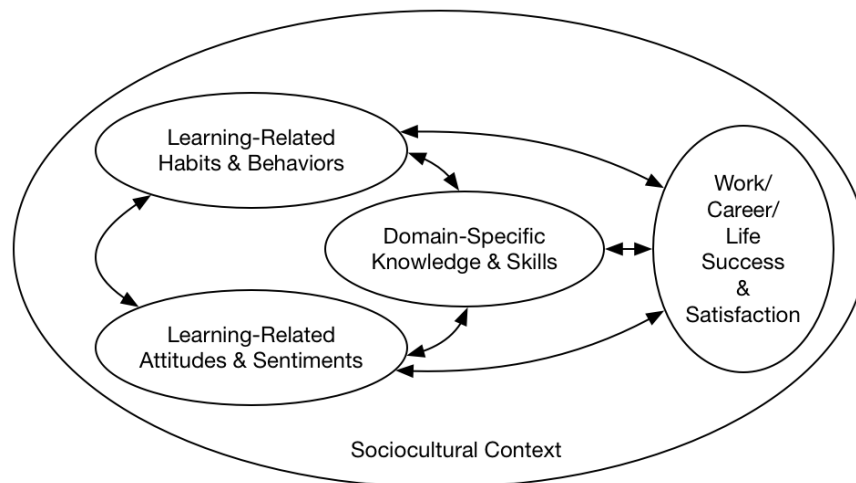 Learning-Related
Habits & Behaviors
Domain-Specific
Knowledge & Skills
Learning-Related
Attitudes & Sentiments
Work/
Career/
Life
Success
&
Satisfaction
Sociocultural Context